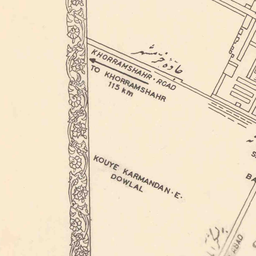 جاده خرمشهر
KHORRAMSHAHR-ROAD
TO KHORRAMSHAHR
115 km
KOUYE KARMANDAN-E-
DOWLAL